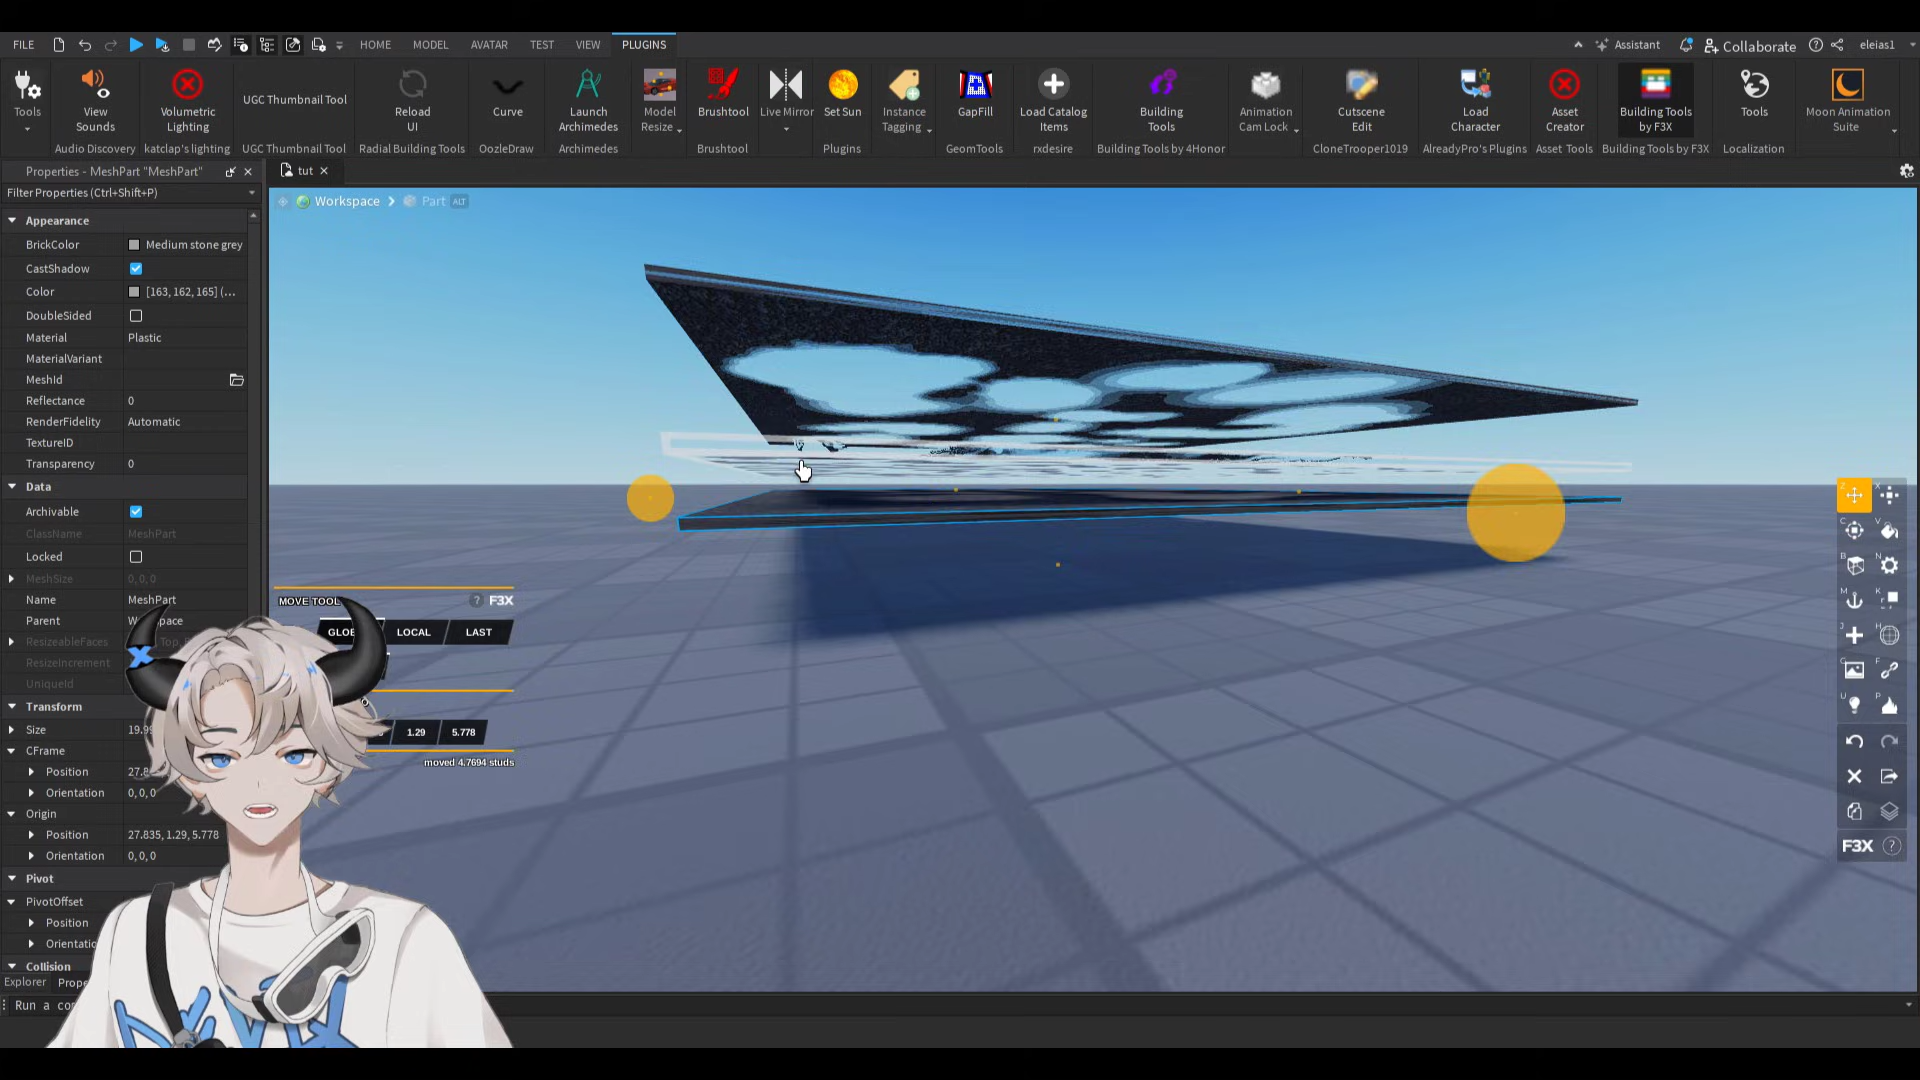 FILE HOME MODEL AVATAR TEST VIEW PLUGINS Assistant Collaborate eleias1
Tools
View Sounds
Volumetric Lighting
UGC Thumbnail Tool
Reload UI
Curve
Launch Archimedes
Model Resize
Brushtool
Live Mirror
Set Sun
Instance Tagging
GapFill
Load Catalog Items
Building Tools
Animation Cam Lock
Cutscene Edit
Load Character
Asset Creator
Building Tools by F3X
Tools
Moon Animation Suite
Audio Discovery katclap's lighting UGC Thumbnail Tool Radial Building Tools OozleDraw Archimedes Brushtool Plugins GeomTools rxdesire Building Tools by 4Honor CloneTrooper1019 AlreadyPro's Plugins Asset Tools Building Tools by F3X Localization
Properties - MeshPart "MeshPart"
tut
Filter Properties (Ctrl+Shift+P)
Workspace Part ALT
Appearance
BrickColor Medium stone grey
CastShadow
Color [163, 162, 165] (...
DoubleSided
Material Plastic
MaterialVariant
MeshId
Reflectance 0
RenderFidelity Automatic
TextureID
Transparency 0
Data
Archivable
ClassName MeshPart
Locked
MeshSize 0, 0, 0
Name MeshPart
Parent
UniqueId
ResizeIncrement
Transform
Size 19.9
CFrame
Position 27.8
Orientation 0, 0, 0
Origin
Position 27.835, 1.29, 5.778
Orientation 0, 0, 0
Pivot
PivotOffset
Position
Collision
Explorer
MOVE TOOL ? F3X
LOCAL LAST
1.29 5.778
moved 4.7694 studs
Z X
C V
B N
M K
J H
G F
U P
F3X ?